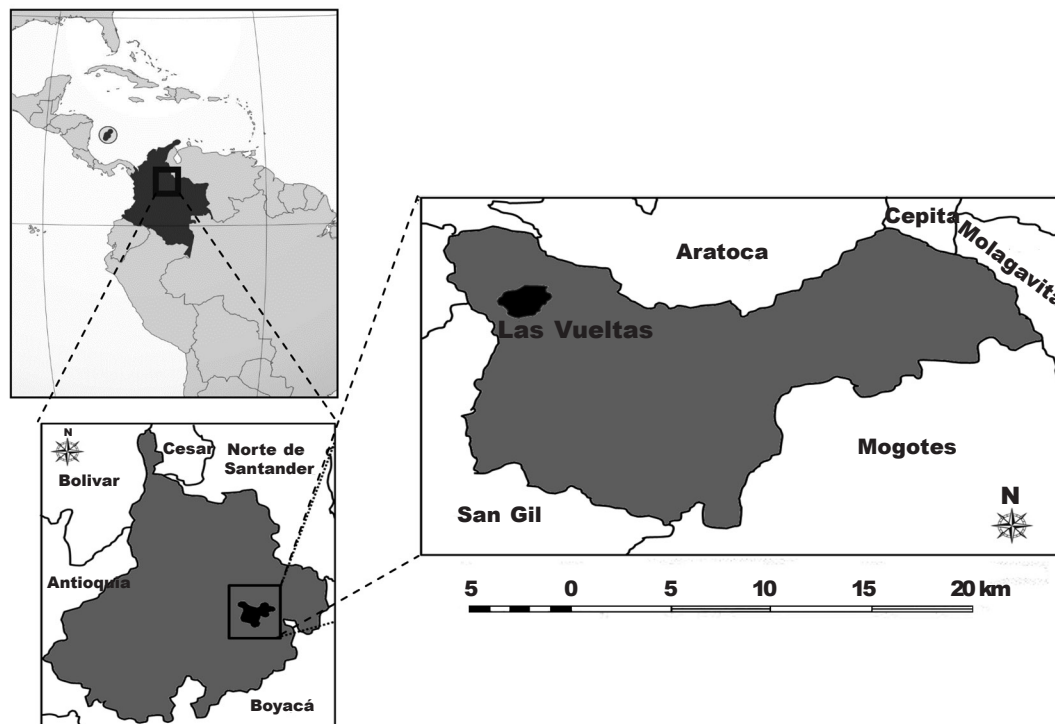 Cepita
Molagavita
Aratoca
Las Vueltas
Mogotes
San Gil
N
5 0 5 10 15 20 km
N
Cesar
Norte de
Santander
Bolivar
Antioquia
Boyacá